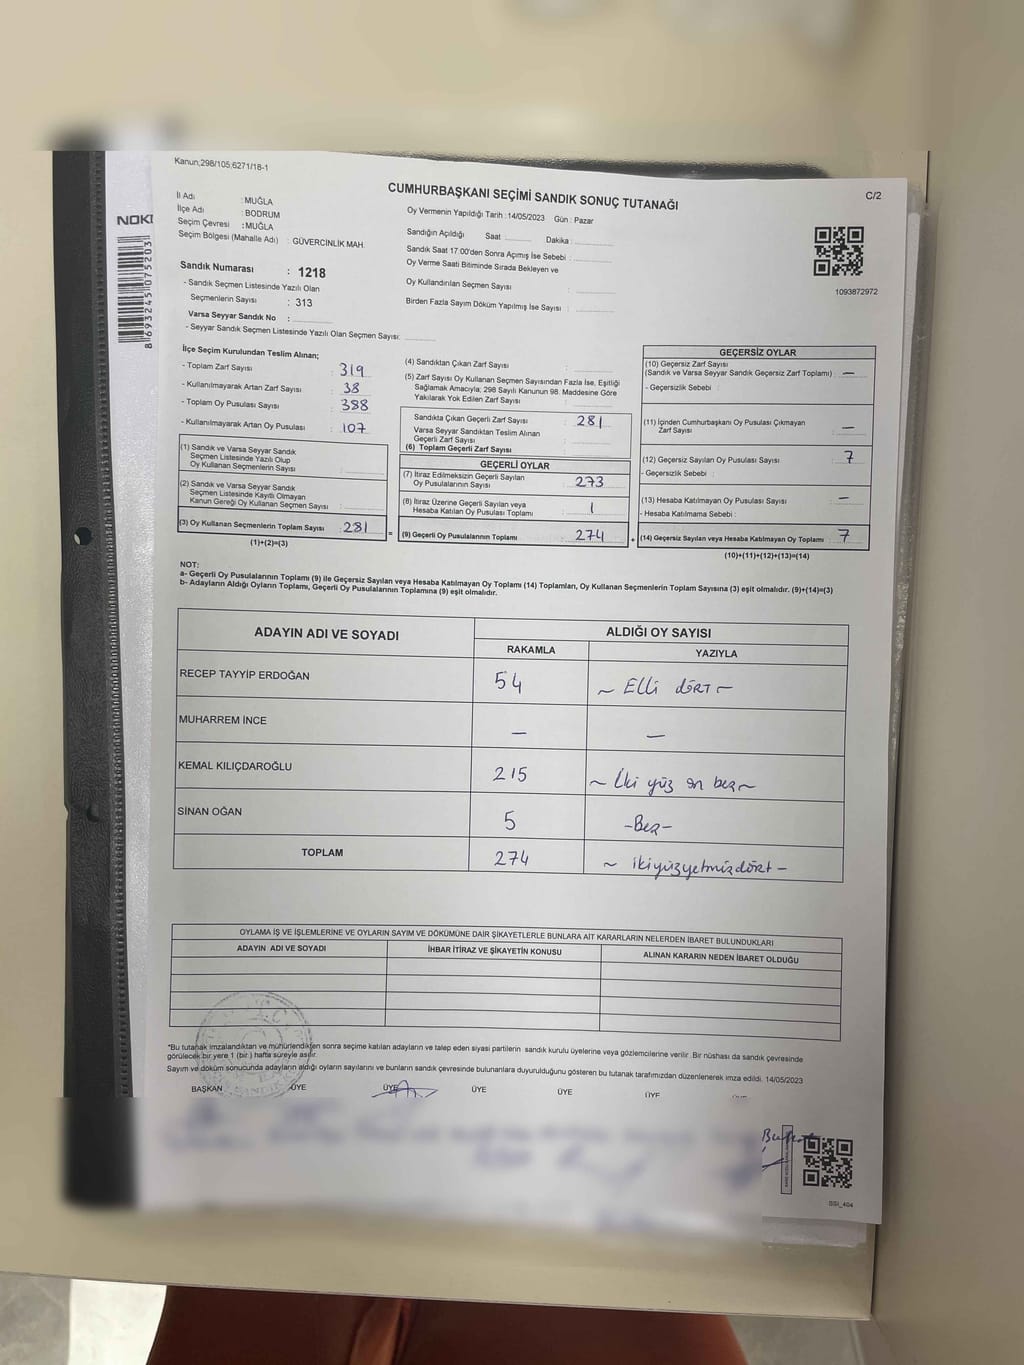 Kanun;298/105;6271/18-1
CUMHURBAŞKANI SEÇİMİ SANDIK SONUÇ TUTANAĞI
C/2
İl Adı : MUĞLA
İlçe Adı : BODRUM
Seçim Çevresi : MUĞLA
Seçim Bölgesi (Mahalle Adı) : GÜVERCİNLİK MAH.
Sandık Numarası : 1218
- Sandık Seçmen Listesinde Yazılı Olan
Seçmenlerin Sayısı : 313
Varsa Seyyar Sandık No :
- Seyyar Sandık Seçmen Listesinde Yazılı Olan Seçmen Sayısı:
Oy Vermenin Yapıldığı Tarih : 14/05/2023 Gün : Pazar
Sandığın Açıldığı Saat Dakika :
Sandık Saat 17.00'den Sonra Açımış İse Sebebi :
Oy Verme Saati Bitiminde Sırada Bekleyen ve
Oy Kullandırılan Seçmen Sayısı :
Birden Fazla Sayım Döküm Yapılmış İse Sayısı :
1093872972
NOKI
8693245075203
İlçe Seçim Kurulundan Teslim Alınan;
- Toplam Zarf Sayısı : 319
- Kullanılmayarak Artan Zarf Sayısı : 38
- Toplam Oy Pusulası Sayısı : 388
- Kullanılmayarak Artan Oy Pusulası : 107
(1) Sandık ve Varsa Seyyar Sandık
Seçmen Listesinde Yazılı Olup
Oy Kullanan Seçmenlerin Sayısı :
(2) Sandık ve Varsa Seyyar Sandık
Seçmen Listesinde Kayıtlı Olmayan
Kanun Gereği Oy Kullanan Seçmen Sayısı :
(3) Oy Kullanan Seçmenlerin Toplam Sayısı : 281
(1)+(2)=(3)
(4) Sandıktan Çıkan Zarf Sayısı :
(5) Zarf Sayısı Oy Kullanan Seçmen Sayısından Fazla İse, Eşitliği
Sağlamak Amacıyla; 298 Sayılı Kanunun 98. Maddesine Göre
Yakılarak Yok Edilen Zarf Sayısı :
Sandıkta Çıkan Geçerli Zarf Sayısı : 281
Varsa Seyyar Sandıktan Teslim Alınan
Geçerli Zarf Sayısı :
(6) Toplam Geçerli Zarf Sayısı :
GEÇERLİ OYLAR
(7) İtiraz Edilmeksizin Geçerli Sayılan
Oy Pusulalarının Sayısı : 273
(8) İtiraz Üzerine Geçerli Sayılan veya
Hesaba Katılan Oy Pusulası Toplamı : 1
= (9) Geçerli Oy Pusulalarının Toplamı : 274
GEÇERSİZ OYLAR
(10) Geçersiz Zarf Sayısı
(Sandık ve Varsa Seyyar Sandık Geçersiz Zarf Toplamı) : —
- Geçersizlik Sebebi :
(11) İçinden Cumhurbaşkanı Oy Pusulası Çıkmayan
Zarf Sayısı : —
(12) Geçersiz Sayılan Oy Pusulası Sayısı : 7
- Geçersizlik Sebebi :
(13) Hesaba Katılmayan Oy Pusulası Sayısı : —
- Hesaba Katılmama Sebebi :
+ (14) Geçersiz Sayılan veya Hesaba Katılmayan Oy Toplamı : 7
(10)+(11)+(12)+(13)=(14)
NOT:
a- Geçerli Oy Pusulalarının Toplamı (9) ile Geçersiz Sayılan veya Hesaba Katılmayan Oy Toplamı (14) Toplamları, Oy Kullanan Seçmenlerin Toplam Sayısına (3) eşit olmalıdır. (9)+(14)=(3)
b- Adayların Aldığı Oyların Toplamı, Geçerli Oy Pusulalarının Toplamına (9) eşit olmalıdır.
ADAYIN ADI VE SOYADI
ALDIĞI OY SAYISI
RAKAMLA YAZIYLA
RECEP TAYYİP ERDOĞAN 54 ~ Elli dört ~
MUHARREM İNCE — —
KEMAL KILIÇDAROĞLU 215 ~ İki yüz on beş ~
SİNAN OĞAN 5 -Beş-
TOPLAM 274 ~ ikiyüzyetmişdört -
OYLAMA İŞ VE İŞLEMLERİNE VE OYLARIN SAYIM VE DÖKÜMÜNE DAİR ŞİKAYETLERLE BUNLARA AİT KARARLARIN NELERDEN İBARET BULUNDUKLARI
ADAYIN ADI VE SOYADI İHBAR İTİRAZ VE ŞİKAYETİN KONUSU ALINAN KARARIN NEDEN İBARET OLDUĞU
*Bu tutanak imzalandıktan ve mühürlendikten sonra seçime katılan adayların ve talep eden siyasi partilerin sandık kurulu üyelerine veya gözlemcilerine verilir. Bir nüshası da sandık çevresinde
görülecek bir yere 1 (bir ) hafta süreyle asılır.
Sayım ve döküm sonucunda adayların aldığı oyların sayılarını ve bunların sandık çevresinde bulunanlara duyurulduğunu gösteren bu tutanak tarafımızdan düzenlenerek imza edildi. 14/05/2023
BAŞKAN ÜYE ÜYE ÜYE ÜYE ÜYE
SSI_404